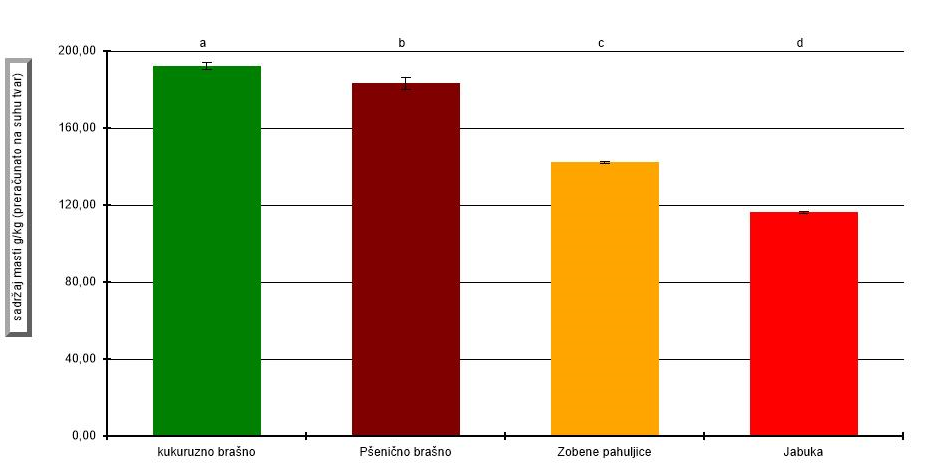 a b c d
200,00
160,00
120,00
80,00
40,00
0,00
sadržaj masti g/kg (preračunato na suhu tvar)
kukuruzno brašno Pšenično brašno Zobene pahuljice Jabuka